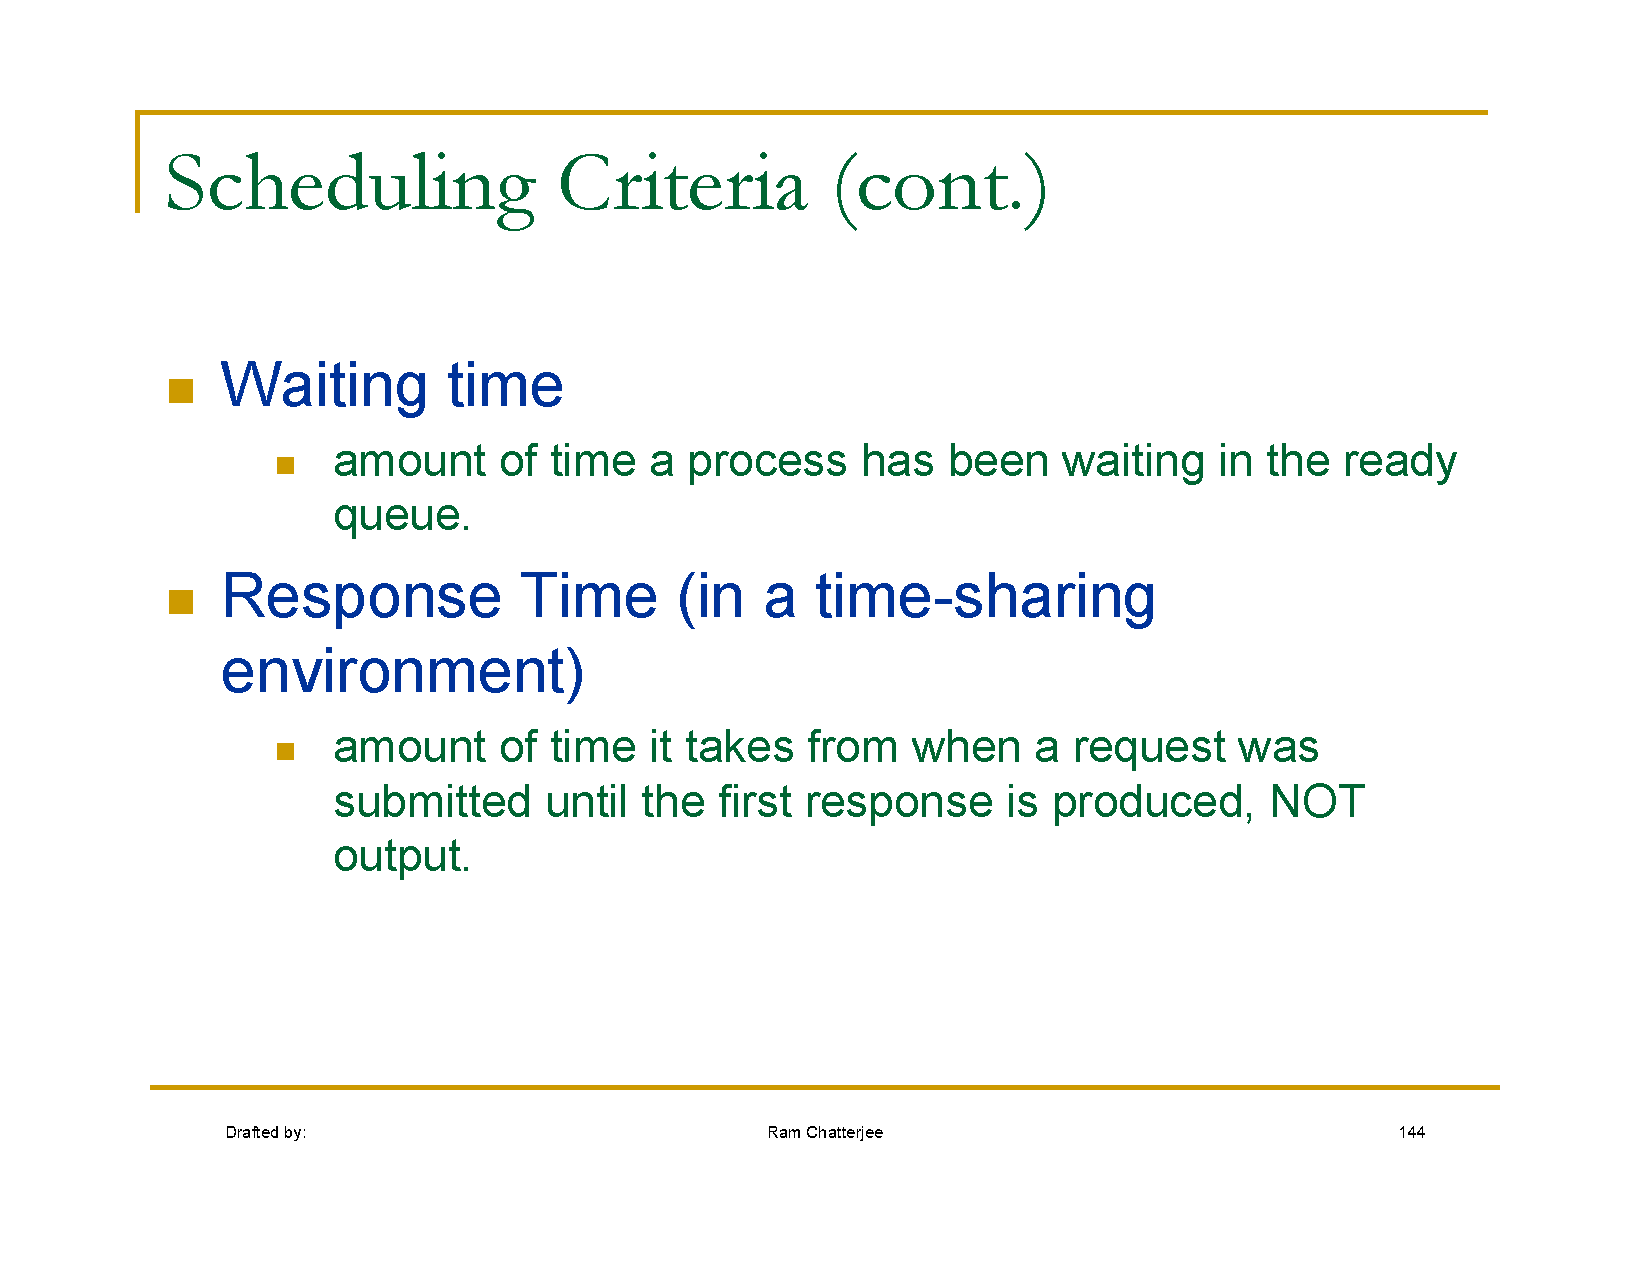 Scheduling Criteria (cont.)
Waiting time
amount of time a process has been waiting in the ready
queue.
Response Time (in a time-sharing
environment)
amount of time it takes from when a request was
submitted until the first response is produced, NOT
output.
Drafted by: Ram Chatterjee 144